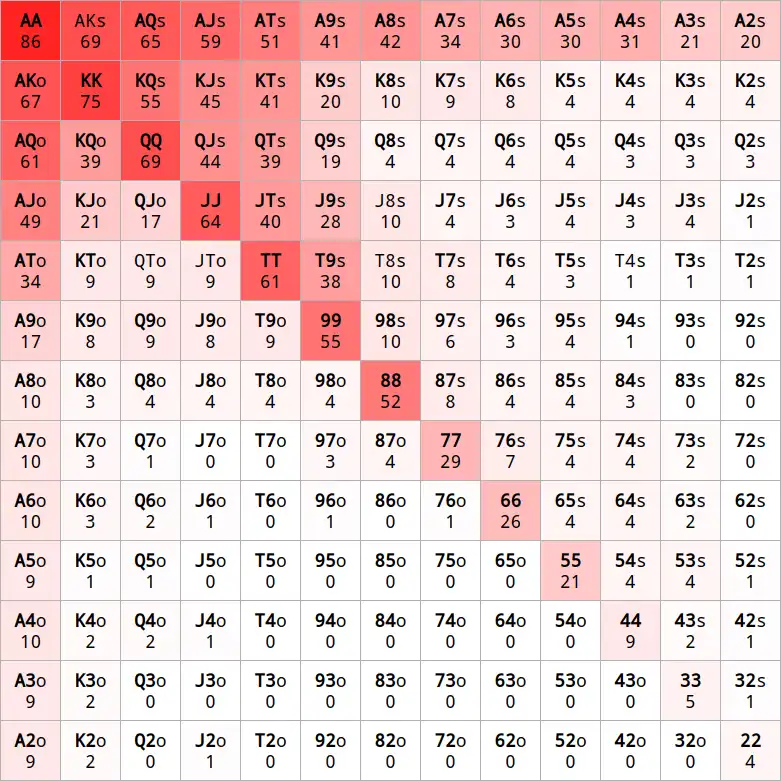 AA AKs AQs AJs ATs A9s A8s A7s A6s A5s A4s A3s A2s
86 69 65 59 51 41 42 34 30 30 31 21 20
AKo KK KQs KJs KTs K9s K8s K7s K6s K5s K4s K3s K2s
67 75 55 45 41 20 10 9 8 4 4 4 4
AQo KQo QQ QJs QTs Q9s Q8s Q7s Q6s Q5s Q4s Q3s Q2s
61 39 69 44 39 19 4 4 4 4 3 3 3
AJo KJo QJo JJ JTs J9s J8s J7s J6s J5s J4s J3s J2s
49 21 17 64 40 28 10 4 3 4 3 4 1
ATo KTo QTo JTo TT T9s T8s T7s T6s T5s T4s T3s T2s
34 9 9 9 61 38 10 8 4 3 1 1 1
A9o K9o Q9o J9o T9o 99 98s 97s 96s 95s 94s 93s 92s
17 8 9 8 9 55 10 6 3 4 1 0 0
A8o K8o Q8o J8o T8o 98o 88 87s 86s 85s 84s 83s 82s
10 3 4 4 4 4 52 8 4 4 3 0 0
A7o K7o Q7o J7o T7o 97o 87o 77 76s 75s 74s 73s 72s
10 3 1 0 0 3 4 29 7 4 4 2 0
A6o K6o Q6o J6o T6o 96o 86o 76o 66 65s 64s 63s 62s
10 3 2 1 0 1 0 1 26 4 4 2 0
A5o K5o Q5o J5o T5o 95o 85o 75o 65o 55 54s 53s 52s
9 1 1 0 0 0 0 0 0 21 4 4 1
A4o K4o Q4o J4o T4o 94o 84o 74o 64o 54o 44 43s 42s
10 2 2 1 0 0 0 0 0 0 9 2 1
A3o K3o Q3o J3o T3o 93o 83o 73o 63o 53o 43o 33 32s
9 2 0 0 0 0 0 0 0 0 0 5 1
A2o K2o Q2o J2o T2o 92o 82o 72o 62o 52o 42o 32o 22
9 2 0 1 0 0 0 0 0 0 0 0 4